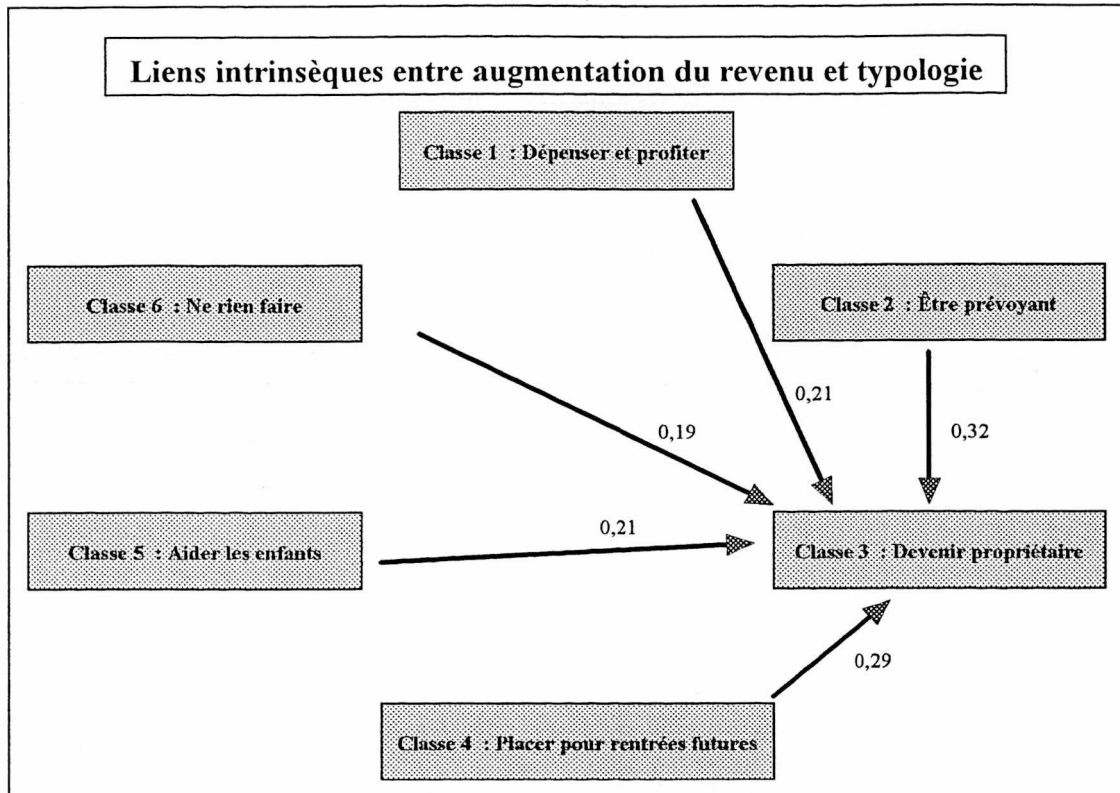 Liens intrinsèques entre augmentation du revenu et typologie
Classe 1 : Dépenser et profiter
Classe 6 : Ne rien faire
Classe 2 : Être prévoyant
0,21
0,19
0,32
0,21
Classe 5 : Aider les enfants
Classe 3 : Devenir propriétaire
0,29
Classe 4 : Placer pour rentrées futures